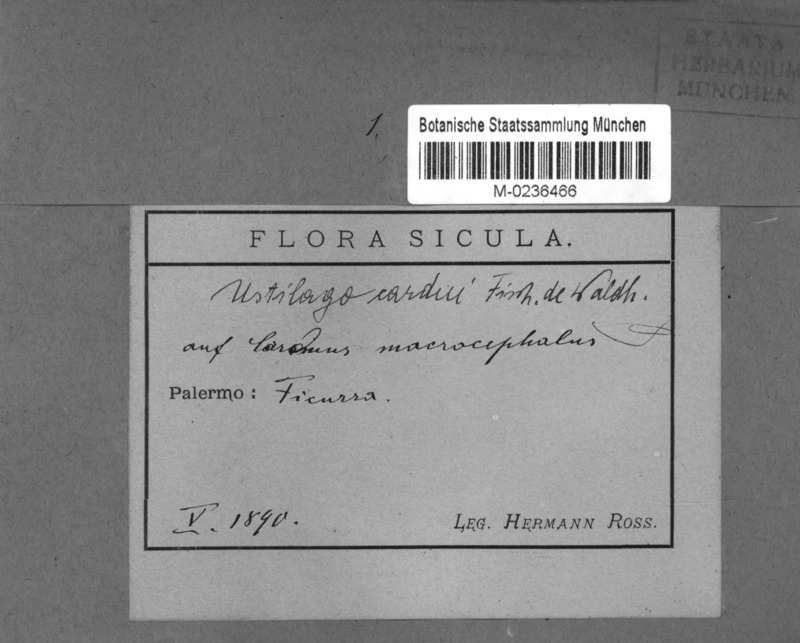 STAATS
HERBARIUM
MÜNCHEN
1.
Botanische Staatssammlung München
M-0236466
FLORA SICULA.
Ustilago cardui Fisch. de Waldh.
auf Carduus macrocephalus
Palermo: Ficuzza.
V. 1890.
LEG. HERMANN ROSS.